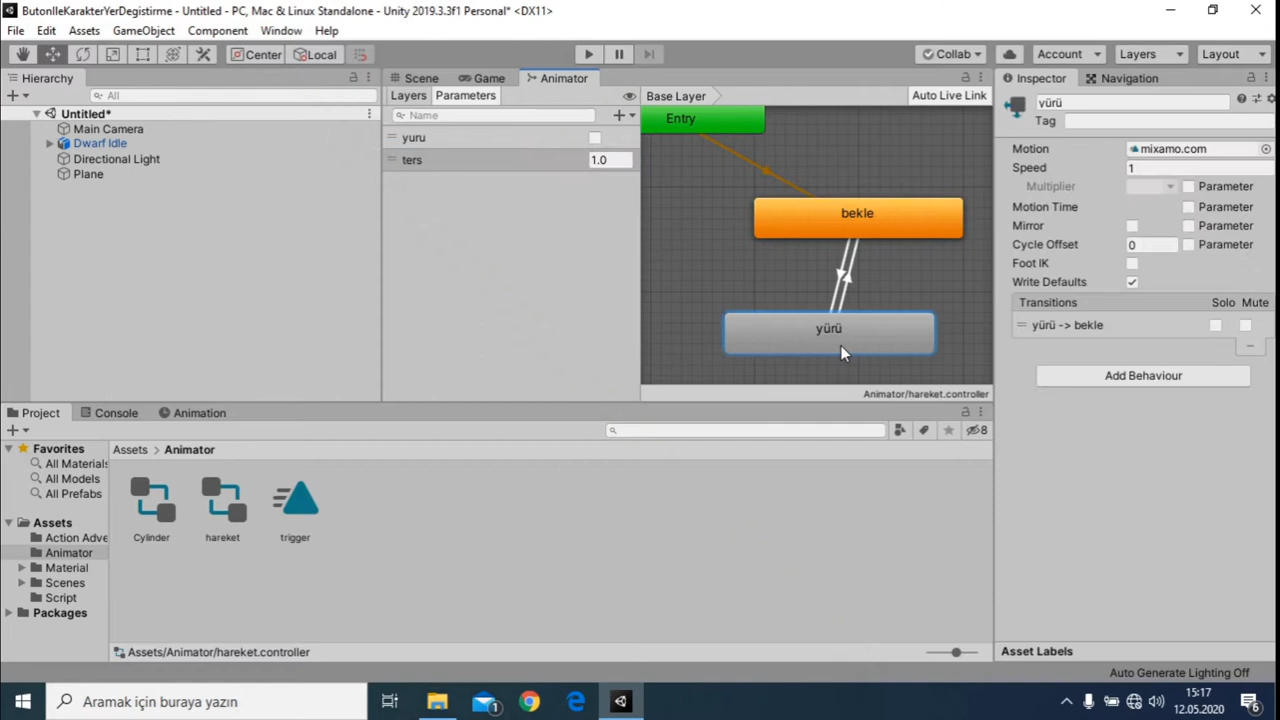 ButonIleKarakterYerDegistirme - Untitled - PC, Mac & Linux Standalone - Unity 2019.3.3f1 Personal* <DX11>
File Edit Assets GameObject Component Window Help
Center Local Collab Account Layers Layout
Hierarchy
All
Untitled*
Main Camera
Dwarf Idle
Directional Light
Plane
Scene Game Animator
Layers Parameters
Name
yuru
ters 1.0
Base Layer Auto Live Link
Entry
bekle
yürü
Animator/hareket.controller
Inspector Navigation
yürü
Tag
Motion mixamo.com
Speed 1
Multiplier Parameter
Motion Time Parameter
Mirror Parameter
Cycle Offset 0 Parameter
Foot IK
Write Defaults
Transitions Solo Mute
yürü -> bekle
Add Behaviour
Asset Labels
Project Console Animation
8
Favorites
All Materials
All Models
All Prefabs
Assets
Action Adve
Animator
Material
Scenes
Script
Packages
Assets > Animator
Cylinder hareket trigger
Assets/Animator/hareket.controller
Auto Generate Lighting Off
Aramak için buraya yazın
1
15:17
12.05.2020
6